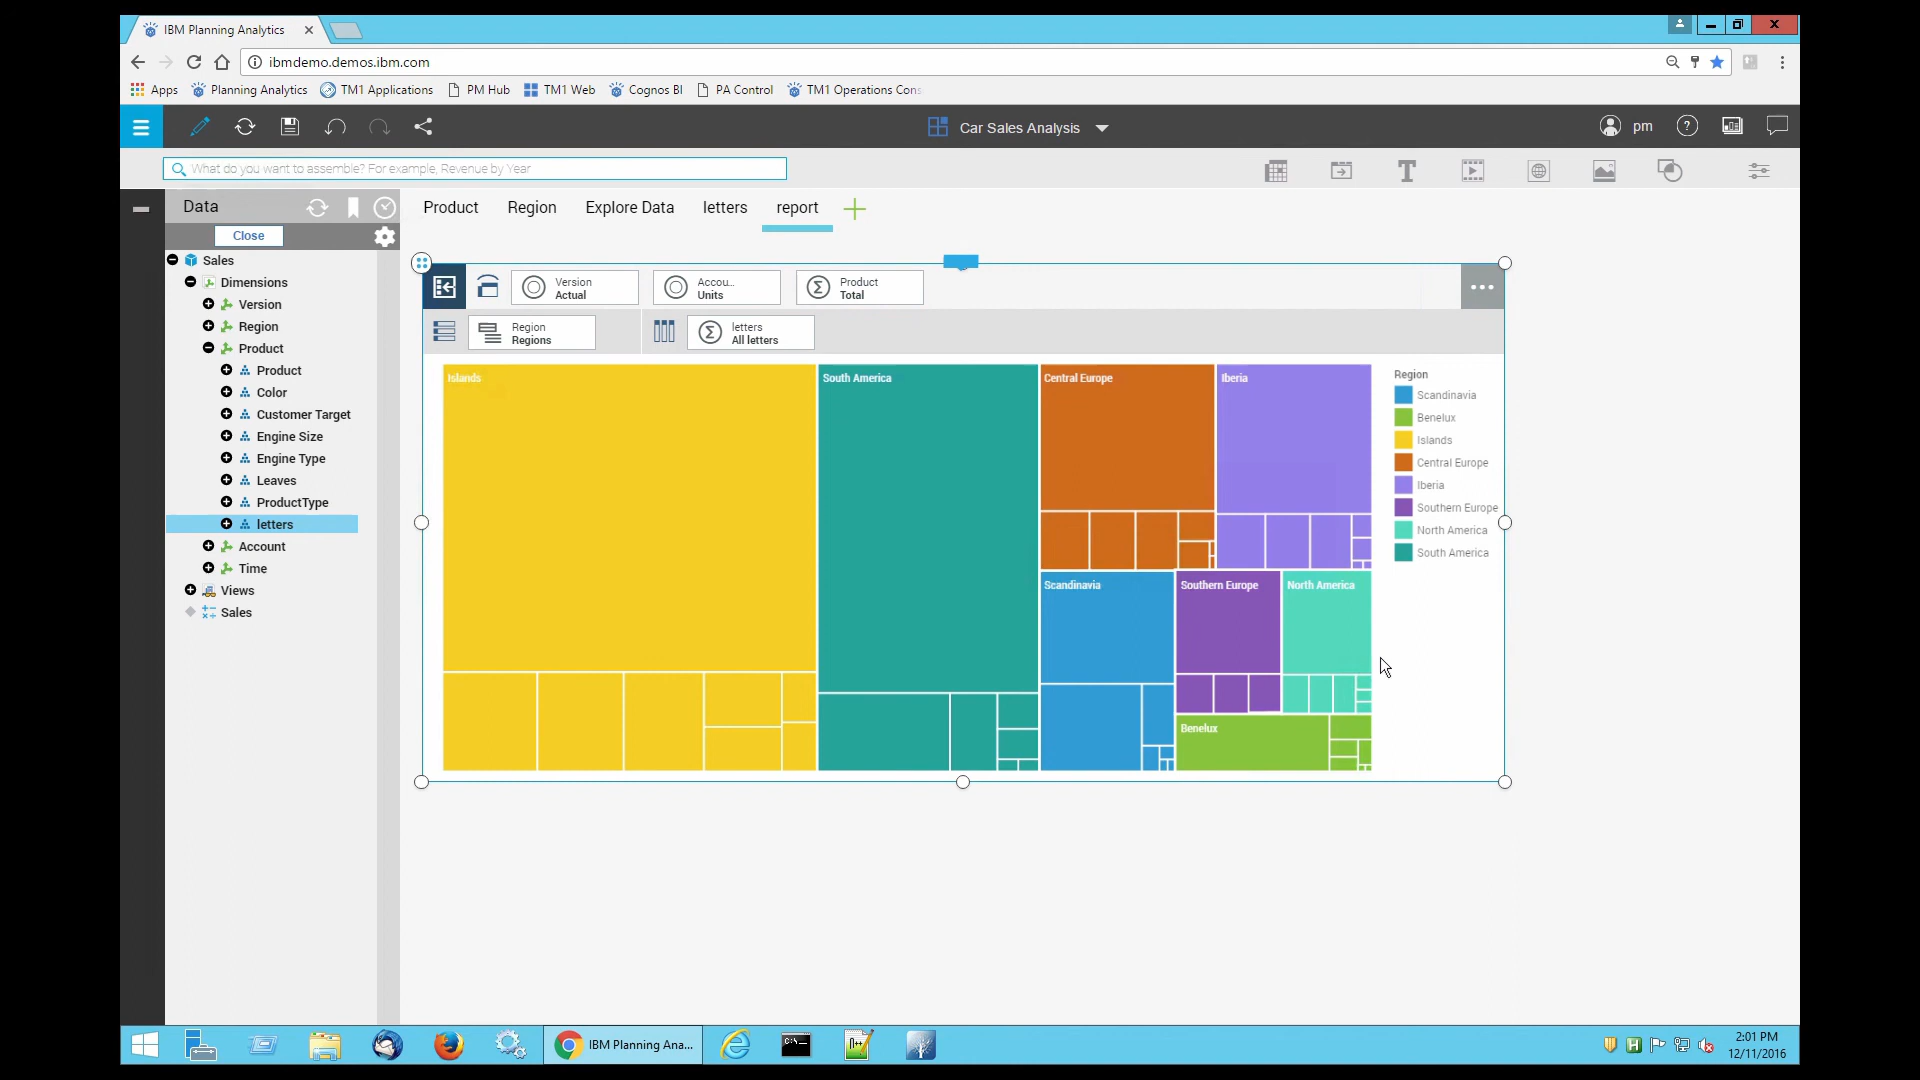 IBM Planning Analytics
ibmdemo.demos.ibm.com
Apps Planning Analytics TM1 Applications PM Hub TM1 Web Cognos BI PA Control TM1 Operations Cons
Car Sales Analysis
pm
What do you want to assemble? For example, Revenue by Year
Data
Close
Sales
Dimensions
Version
Region
Product
Product
Color
Customer Target
Engine Size
Engine Type
Leaves
ProductType
letters
Account
Time
Views
Sales
Product Region Explore Data letters report
Version
Actual
Accou...
Units
Product
Total
Region
Regions
letters
All letters
Islands
South America
Central Europe
Iberia
Scandinavia
Southern Europe
North America
Benelux
Region
Scandinavia
Benelux
Islands
Central Europe
Iberia
Southern Europe
North America
South America
IBM Planning Ana...
2:01 PM
12/11/2016